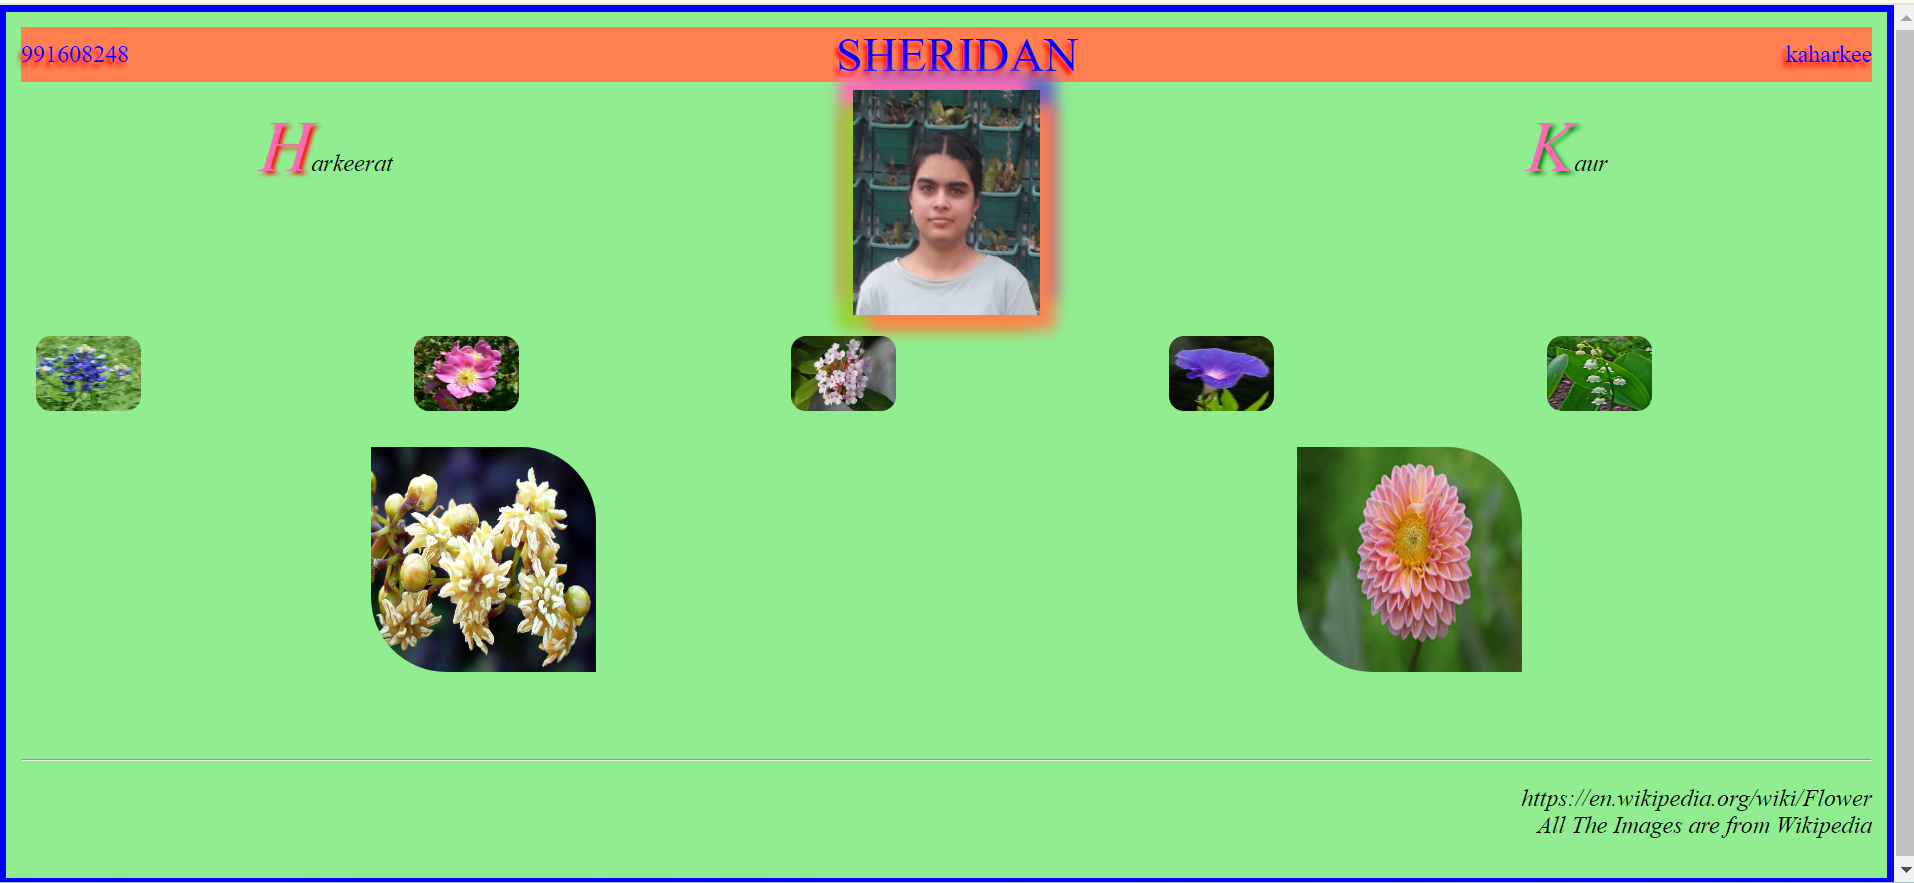 991608248 SHERIDAN kaharkee
Harkeerat Kaur
https://en.wikipedia.org/wiki/Flower
All The Images are from Wikipedia